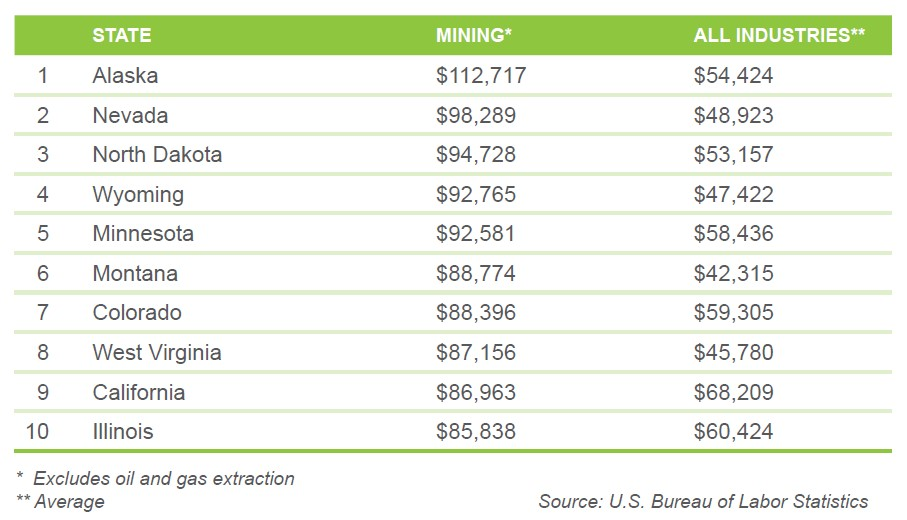 STATE MINING* ALL INDUSTRIES**
1 Alaska $112,717 $54,424
2 Nevada $98,289 $48,923
3 North Dakota $94,728 $53,157
4 Wyoming $92,765 $47,422
5 Minnesota $92,581 $58,436
6 Montana $88,774 $42,315
7 Colorado $88,396 $59,305
8 West Virginia $87,156 $45,780
9 California $86,963 $68,209
10 Illinois $85,838 $60,424
* Excludes oil and gas extraction
** Average Source: U.S. Bureau of Labor Statistics